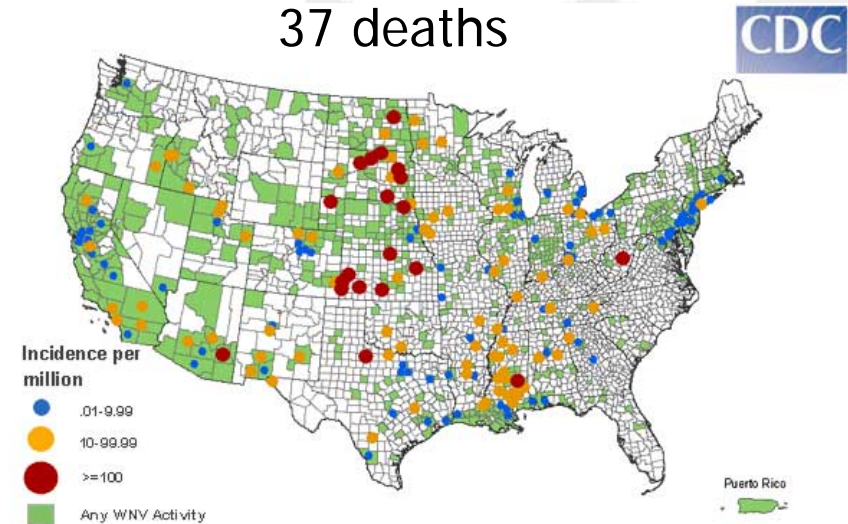 37 deaths
CDC
Incidence per
million
.01-9.99
10-99.99
>=100
Any WNV Activity
Puerto Rico